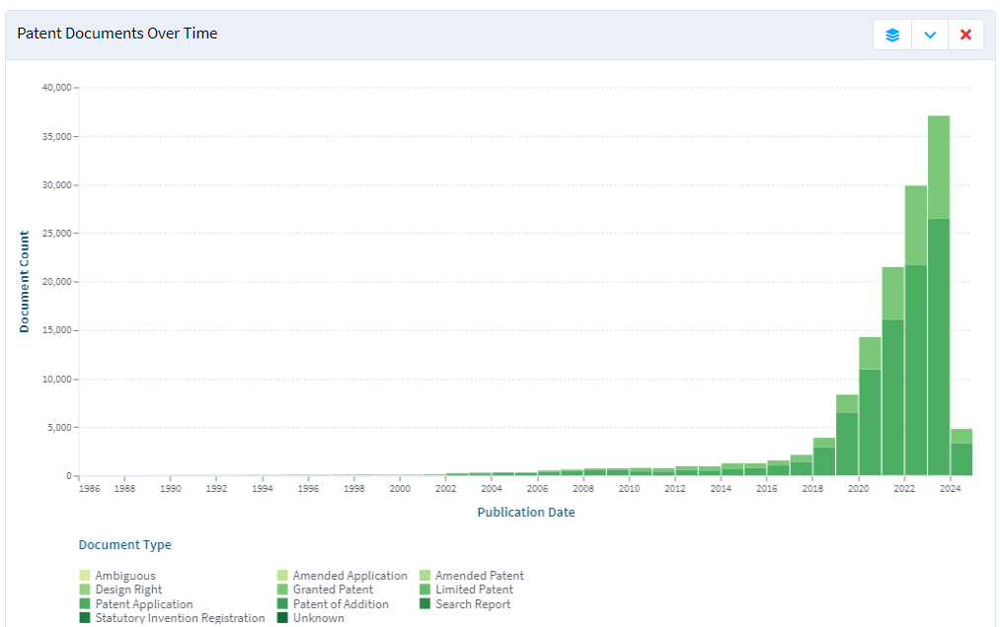 Patent Documents Over Time
40,000
35,000
30,000
25,000
20,000
15,000
10,000
5,000
0
Document Count
1986 1988 1990 1992 1994 1996 1998 2000 2002 2004 2006 2008 2010 2012 2014 2016 2018 2020 2022 2024
Publication Date
Document Type
Ambiguous Amended Application Amended Patent
Design Right Granted Patent Limited Patent
Patent Application Patent of Addition Search Report
Statutory Invention Registration Unknown